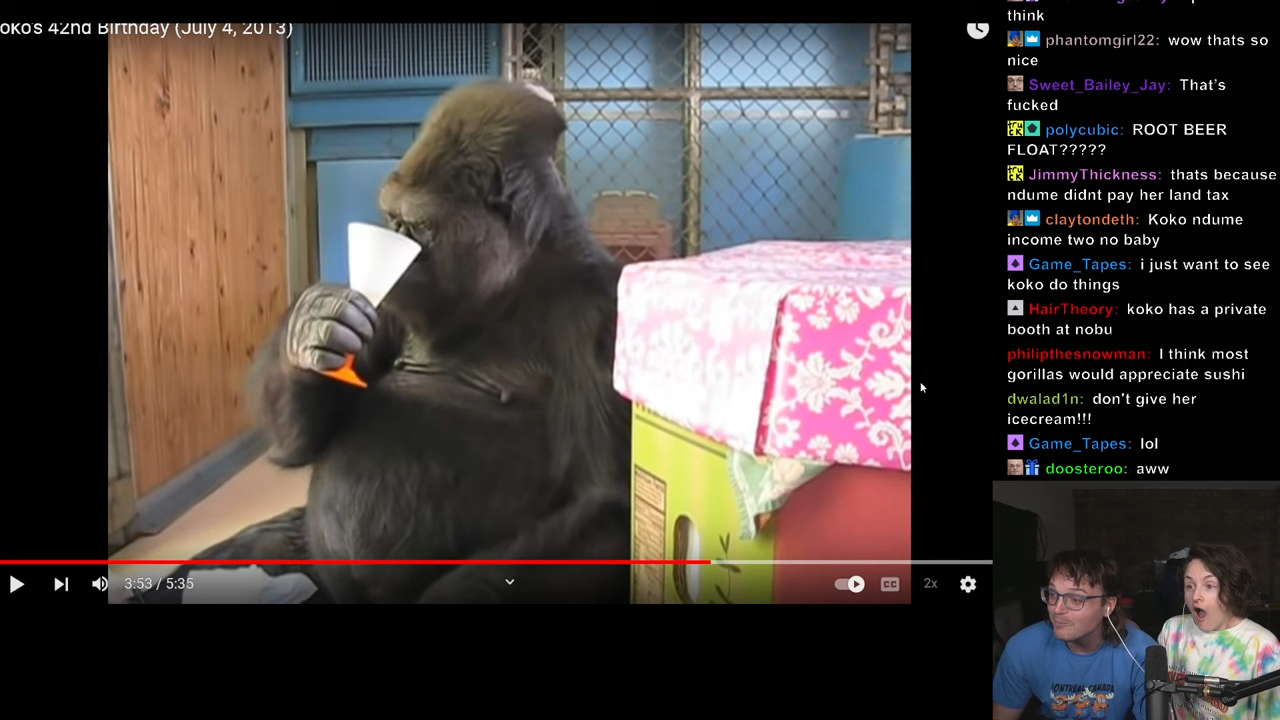 oko's 42nd Birthday (July 4, 2013)
3:53 / 5:35
CC
2x
think
phantomgirl22: wow thats so
nice
Sweet_Bailey_Jay: That's
fucked
polycubic: ROOT BEER
FLOAT?????
JimmyThickness: thats because
ndume didnt pay her land tax
claytondeth: Koko ndume
income two no baby
Game_Tapes: i just want to see
koko do things
HairTheory: koko has a private
booth at nobu
philipthesnowman: I think most
gorillas would appreciate sushi
dwalad1n: don't give her
icecream!!!
Game_Tapes: lol
doosteroo: aww
MONTREAL CANADA